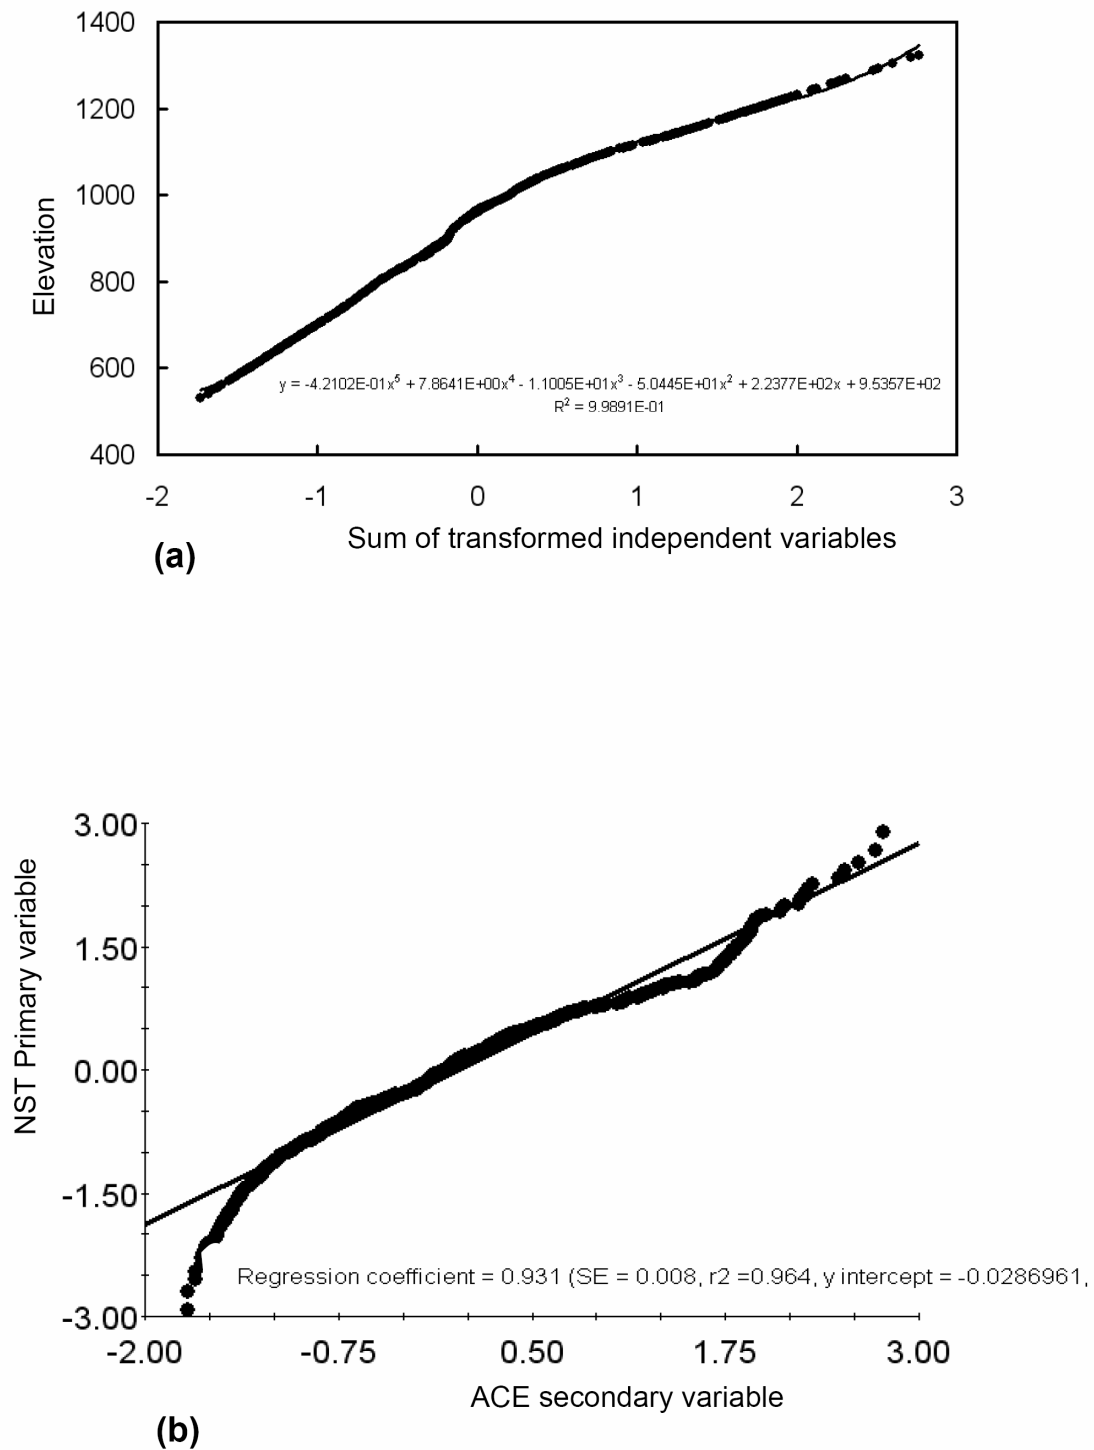 1400
1200
1000
800
600
400
Elevation
y = -4.2102E-01x⁵ + 7.8641E+00x⁴ - 1.1005E+01x³ - 5.0445E+01x² + 2.2377E+02x + 9.5357E+02
R² = 9.9891E-01
-2 -1 0 1 2 3
Sum of transformed independent variables
(a)
3.00
1.50
0.00
-1.50
-3.00
NST Primary variable
Regression coefficient = 0.931 (SE = 0.008, r2 =0.964, y intercept = -0.0286961,
-2.00 -0.75 0.50 1.75 3.00
ACE secondary variable
(b)